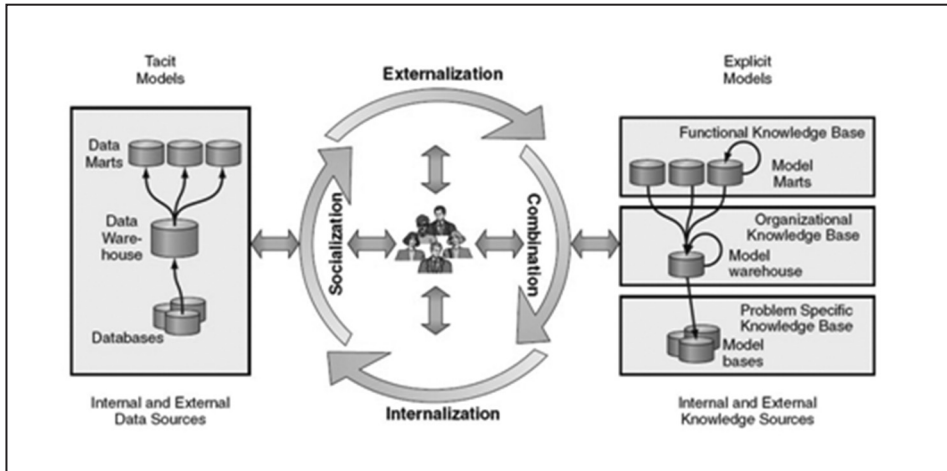 Tacit
Models
Data
Marts
Data
Ware-
house
Databases
Internal and External
Data Sources
Externalization
Socialization
Combination
Internalization
Explicit
Models
Functional Knowledge Base
Model
Marts
Organizational
Knowledge Base
Model
warehouse
Problem Specific
Knowledge Base
Model
bases
Internal and External
Knowledge Sources